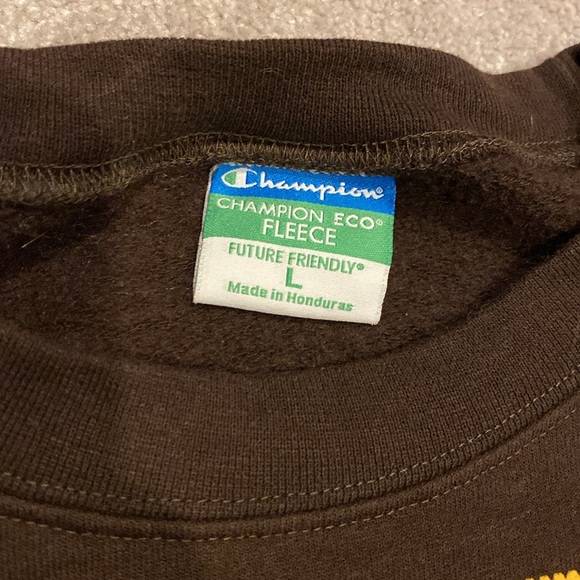 Champion®
CHAMPION ECO®
FLEECE
FUTURE FRIENDLY®
L
Made in Honduras